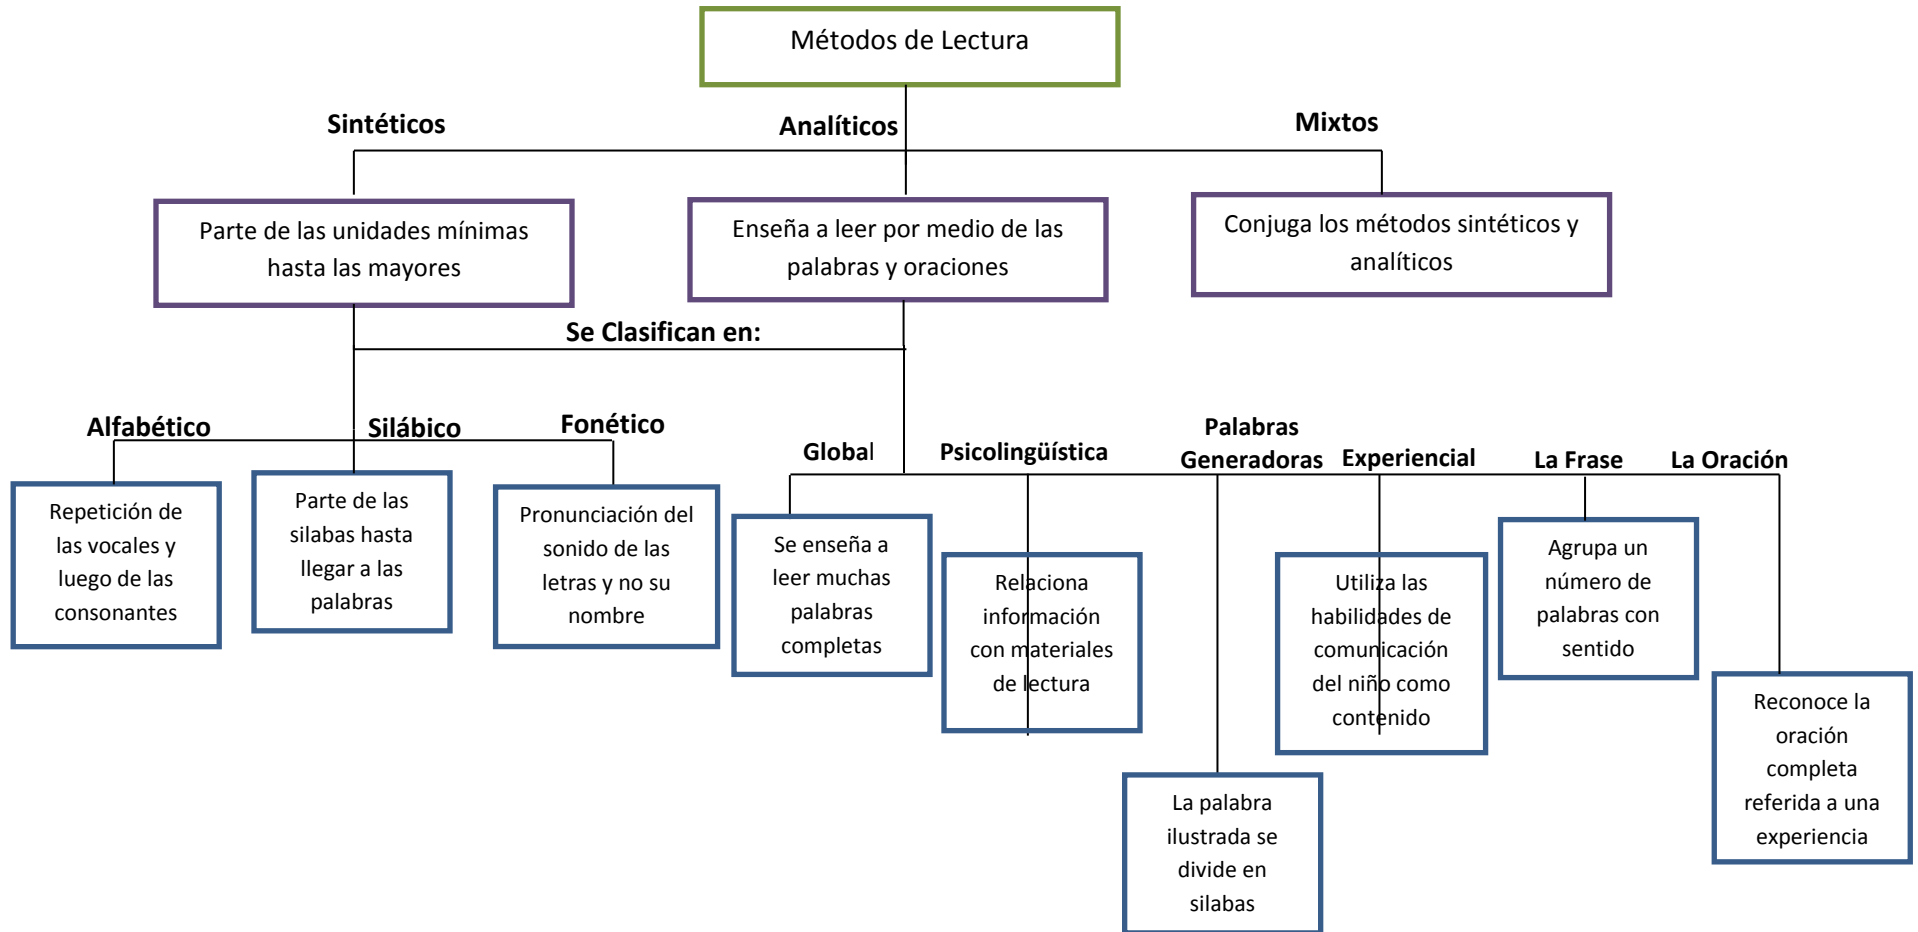 Métodos de Lectura
Sintéticos
Analíticos
Mixtos
Parte de las unidades mínimas
hasta las mayores
Enseña a leer por medio de las
palabras y oraciones
Conjuga los métodos sintéticos y
analíticos
Se Clasifican en:
Alfabético
Silábico
Fonético
Global
Psicolingüística
Palabras
Generadoras
Experiencial
La Frase
La Oración
Repetición de
las vocales y
luego de las
consonantes
Parte de las
silabas hasta
llegar a las
palabras
Pronunciación del
sonido de las
letras y no su
nombre
Se enseña a
leer muchas
palabras
completas
Relaciona
información
con materiales
de lectura
La palabra
ilustrada se
divide en
silabas
Utiliza las
habilidades de
comunicación
del niño como
contenido
Agrupa un
número de
palabras con
sentido
Reconoce la
oración
completa
referida a una
experiencia